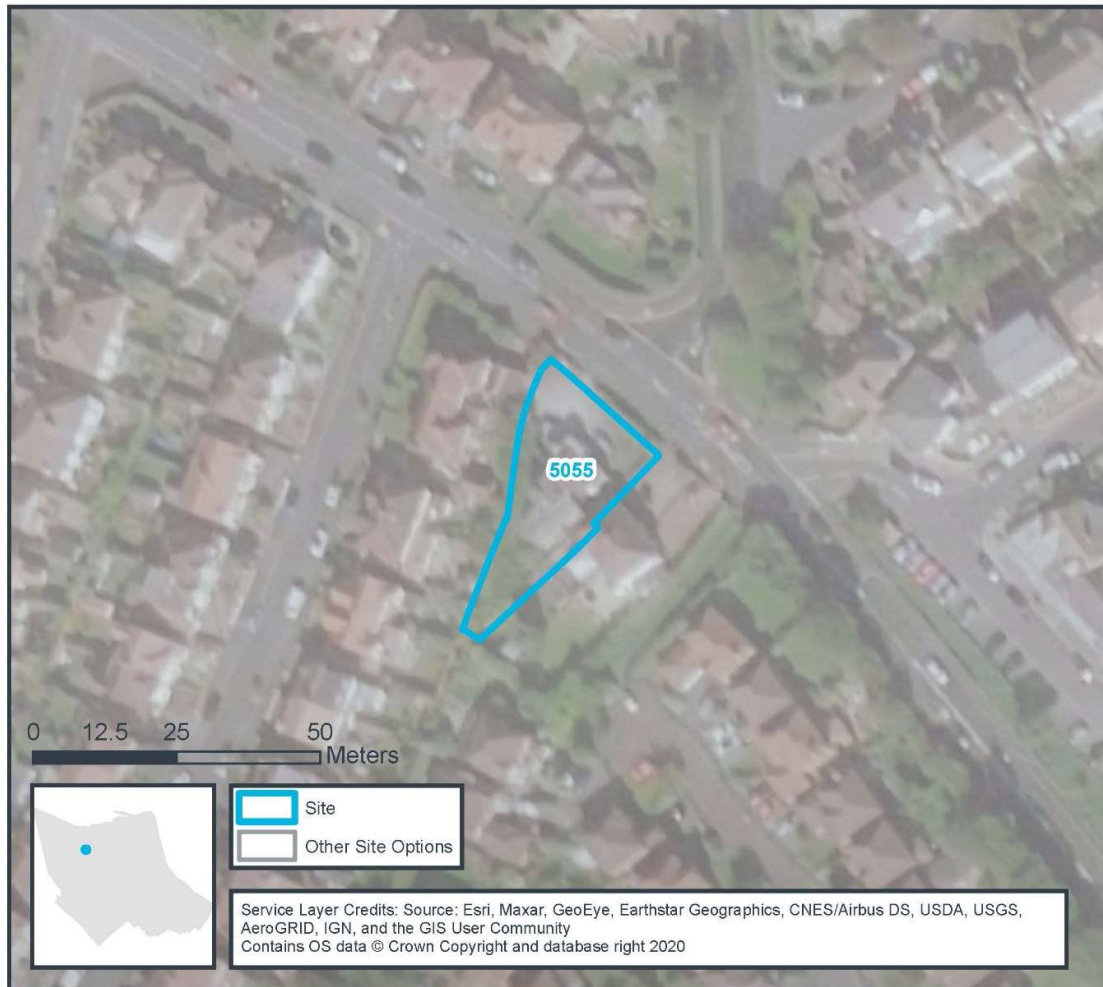 5055
0 12.5 25 50
Meters
Site
Other Site Options
Service Layer Credits: Source: Esri, Maxar, GeoEye, Earthstar Geographics, CNES/Airbus DS, USDA, USGS,
AeroGRID, IGN, and the GIS User Community
Contains OS data © Crown Copyright and database right 2020